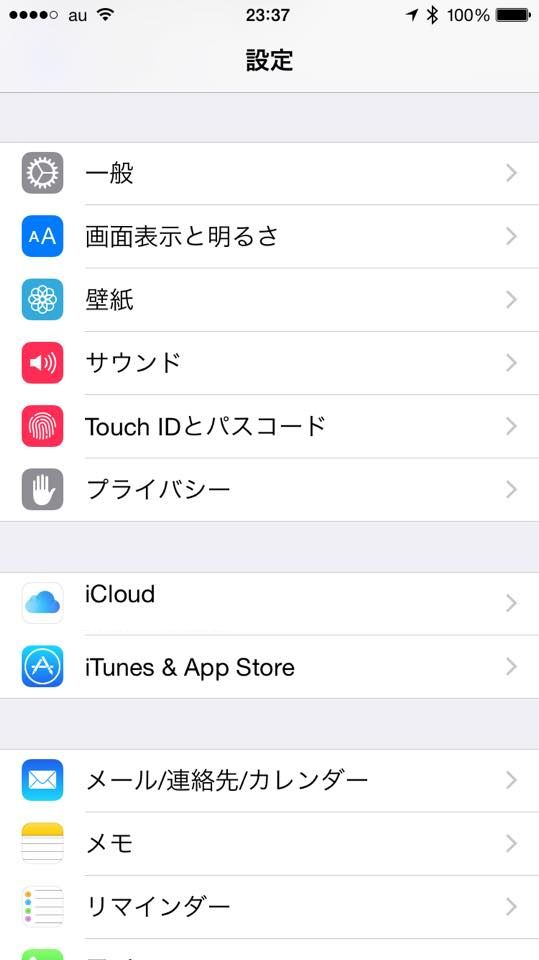 au 23:37 100%
設定
一般
画面表示と明るさ
壁紙
サウンド
Touch IDとパスコード
プライバシー
iCloud
iTunes & App Store
メール/連絡先/カレンダー
メモ
リマインダー